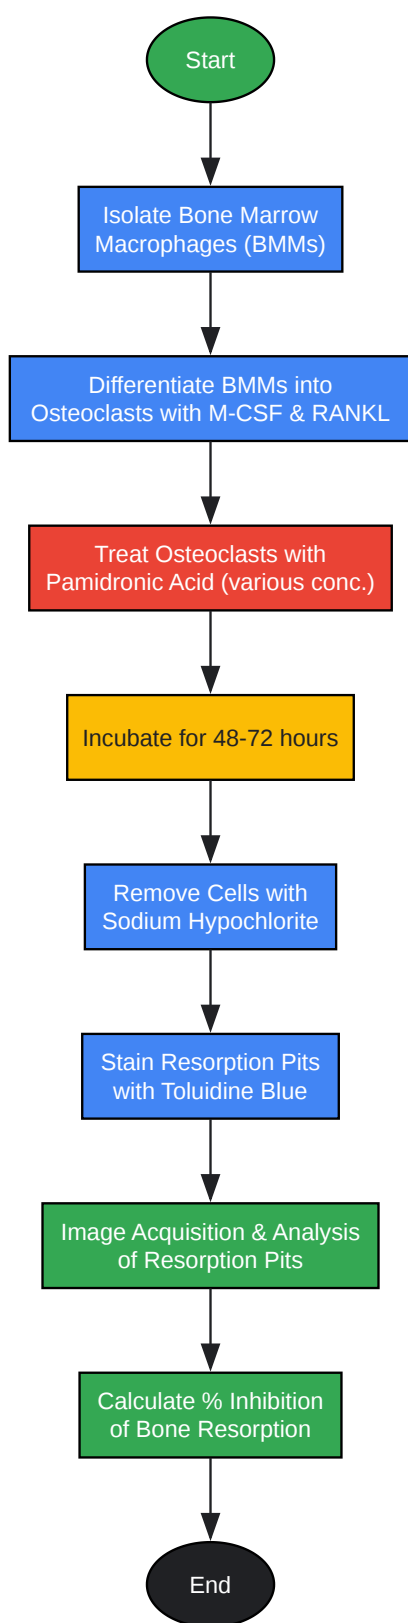 Start
Isolate Bone Marrow
Macrophages (BMMs)
Differentiate BMMs into
Osteoclasts with M-CSF & RANKL
Treat Osteoclasts with
Pamidronic Acid (various conc.)
Incubate for 48-72 hours
Remove Cells with
Sodium Hypochlorite
Stain Resorption Pits
with Toluidine Blue
Image Acquisition & Analysis
of Resorption Pits
Calculate % Inhibition
of Bone Resorption
End